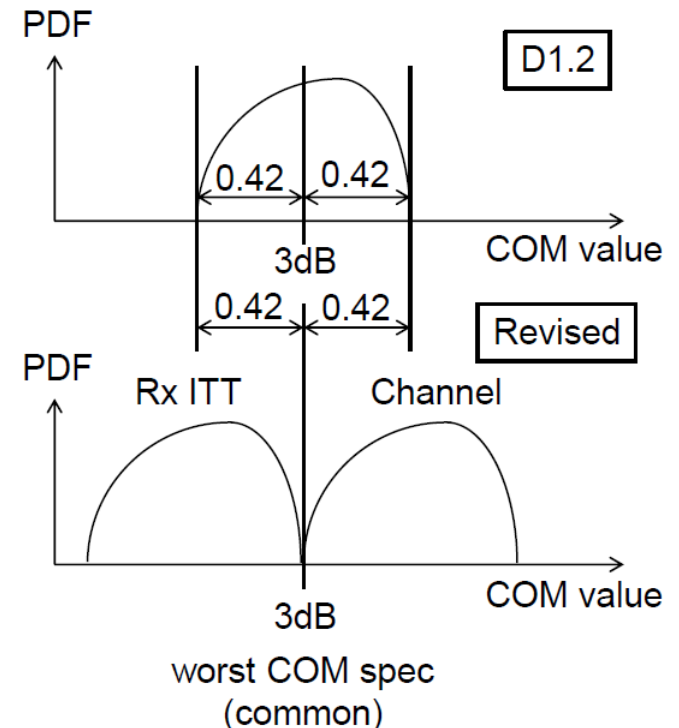 PDF
D1.2
0.42 0.42
3dB
COM value
0.42 0.42
Revised
PDF
Rx ITT
Channel
COM value
3dB
worst COM spec
(common)